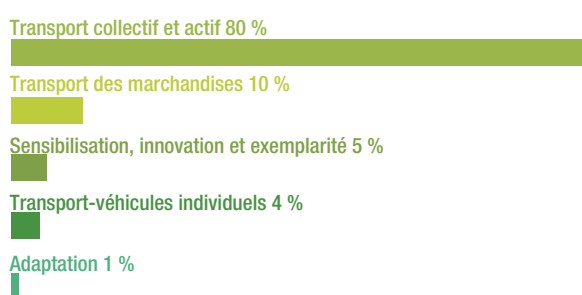 Transport collectif et actif 80 %
Transport des marchandises 10 %
Sensibilisation, innovation et exemplarité 5 %
Transport-véhicules individuels 4 %
Adaptation 1 %